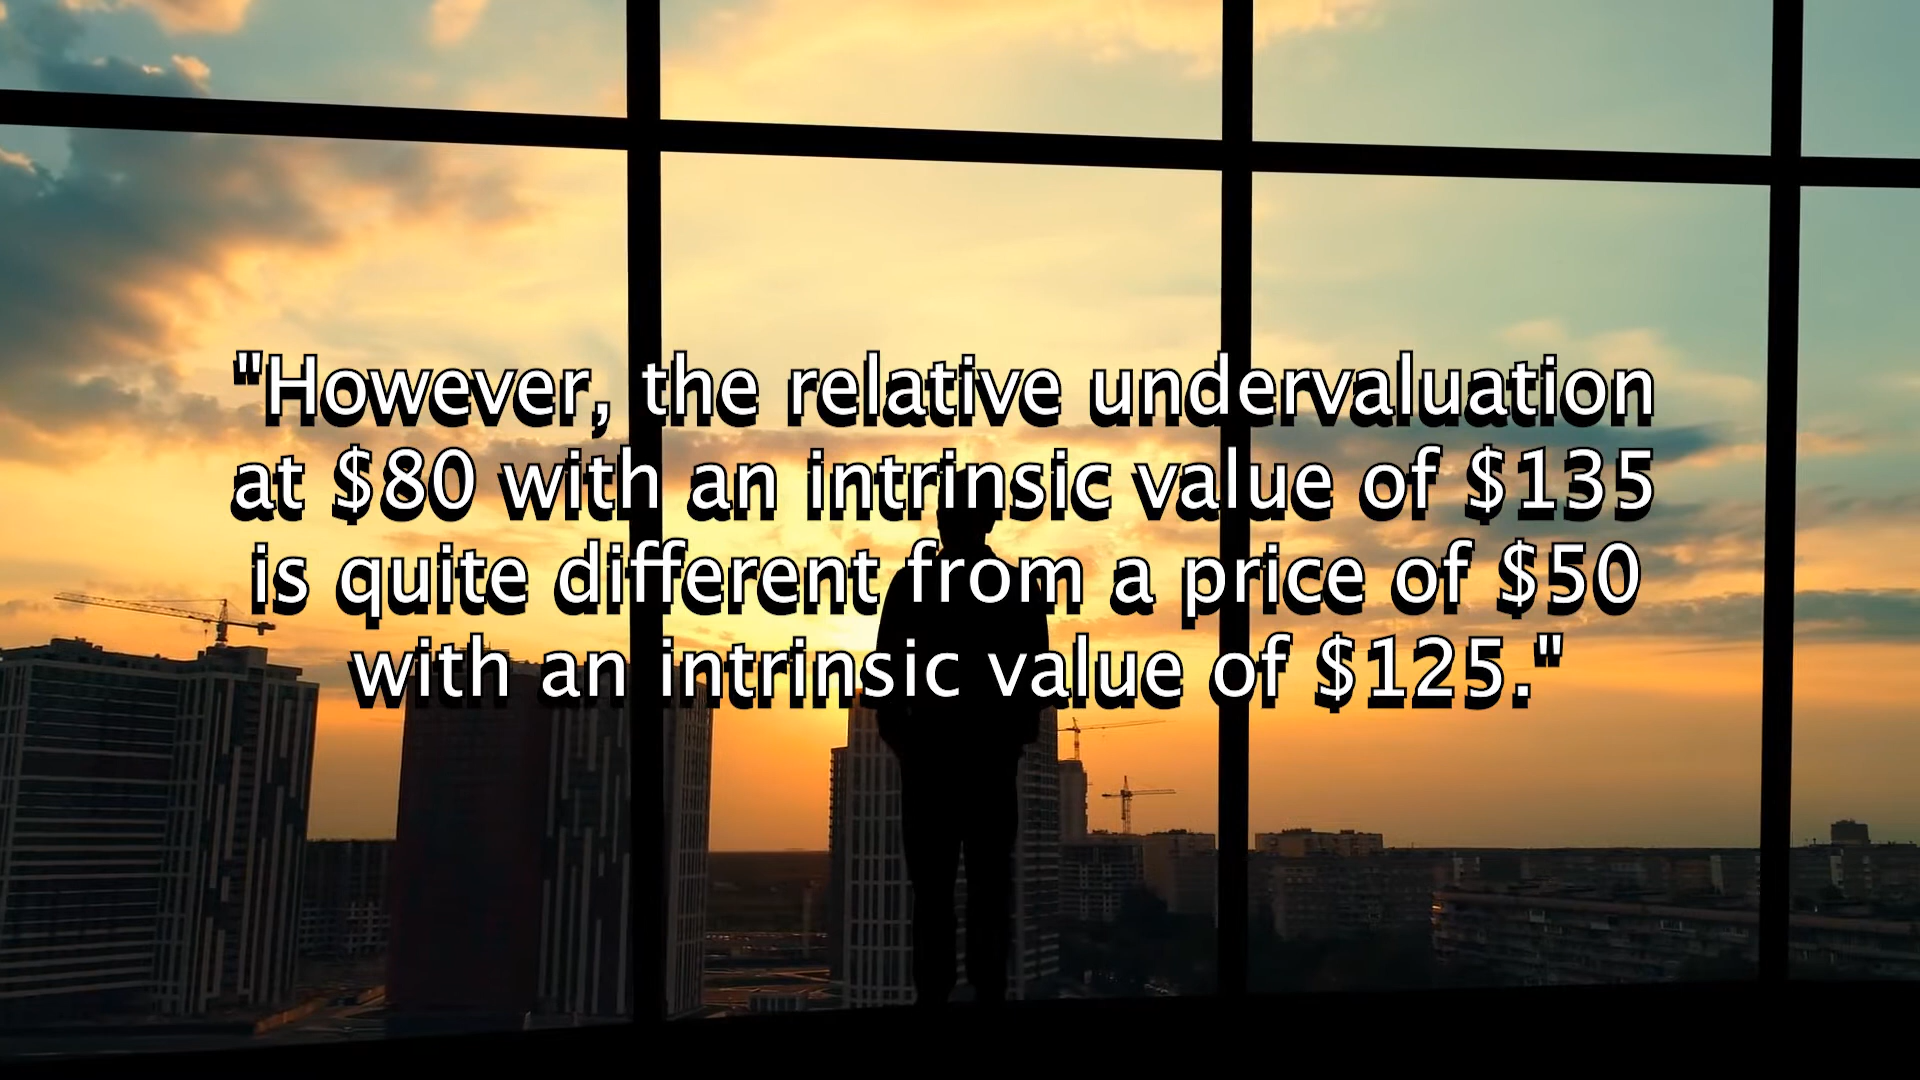 "However, the relative undervaluation
at $80 with an intrinsic value of $135
is quite different from a price of $50
with an intrinsic value of $125."